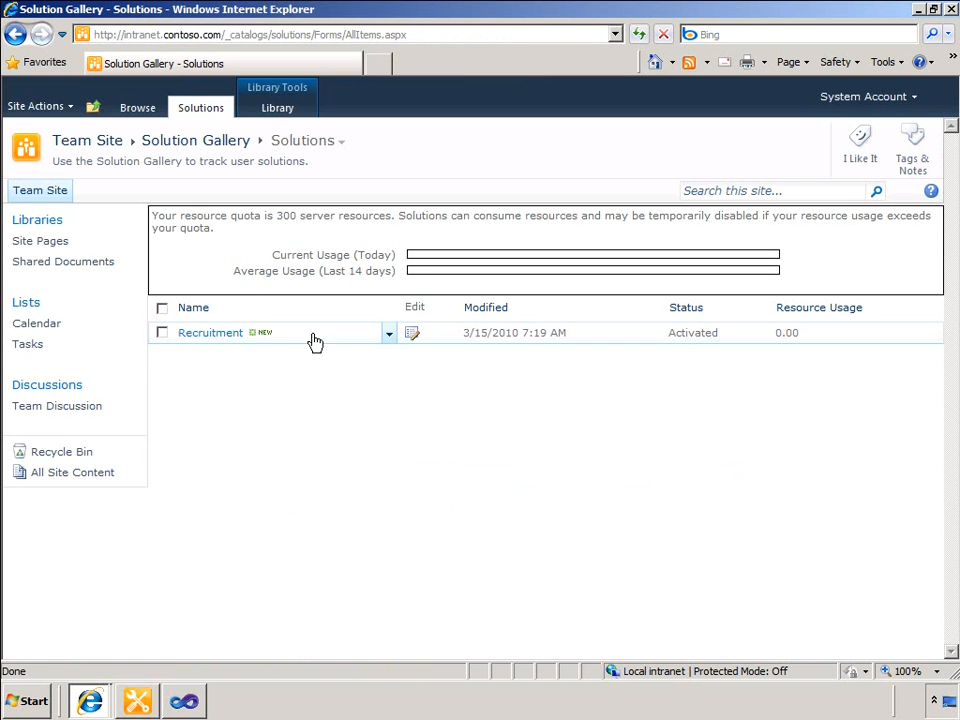 Solution Gallery - Solutions - Windows Internet Explorer
http://intranet.contoso.com/_catalogs/solutions/Forms/AllItems.aspx
Bing
Favorites
Solution Gallery - Solutions
Page
Safety
Tools
Site Actions
Browse
Solutions
Library Tools
Library
System Account
Team Site
Solution Gallery
Solutions
Use the Solution Gallery to track user solutions.
I Like It
Tags & Notes
Team Site
Search this site...
Libraries
Site Pages
Shared Documents
Lists
Calendar
Tasks
Discussions
Team Discussion
Recycle Bin
All Site Content
Your resource quota is 300 server resources. Solutions can consume resources and may be temporarily disabled if your resource usage exceeds
your quota.
Current Usage (Today)
Average Usage (Last 14 days)
Name Edit Modified Status Resource Usage
Recruitment NEW 3/15/2010 7:19 AM Activated 0.00
Done
Local intranet | Protected Mode: Off
100%
Start